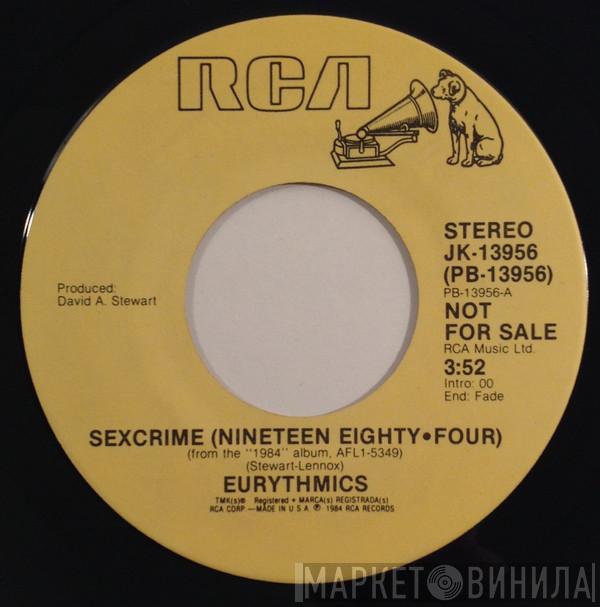 RCA
STEREO
JK-13956
(PB-13956)
PB-13956-A
NOT
FOR SALE
RCA Music Ltd.
3:52
Intro: 00
End: Fade
Produced:
David A. Stewart
SEXCRIME (NINETEEN EIGHTY•FOUR)
(from the "1984" album, AFL1-5349)
(Stewart-Lennox)
EURYTHMICS
TMK(s)® Registered • MARCA(s) REGISTRADA(s)
RCA CORP —MADE IN U S A ℗ 1984 RCA RECORDS
МАРКЕТ ВИНИЛА